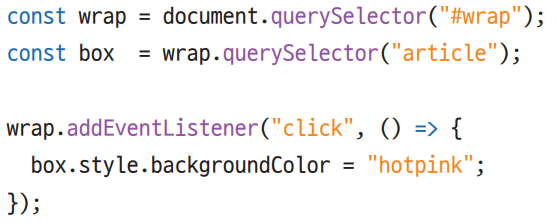 const wrap = document.querySelector("#wrap");
const box  = wrap.querySelector("article");

wrap.addEventListener("click", () => {
  box.style.backgroundColor = "hotpink";
});